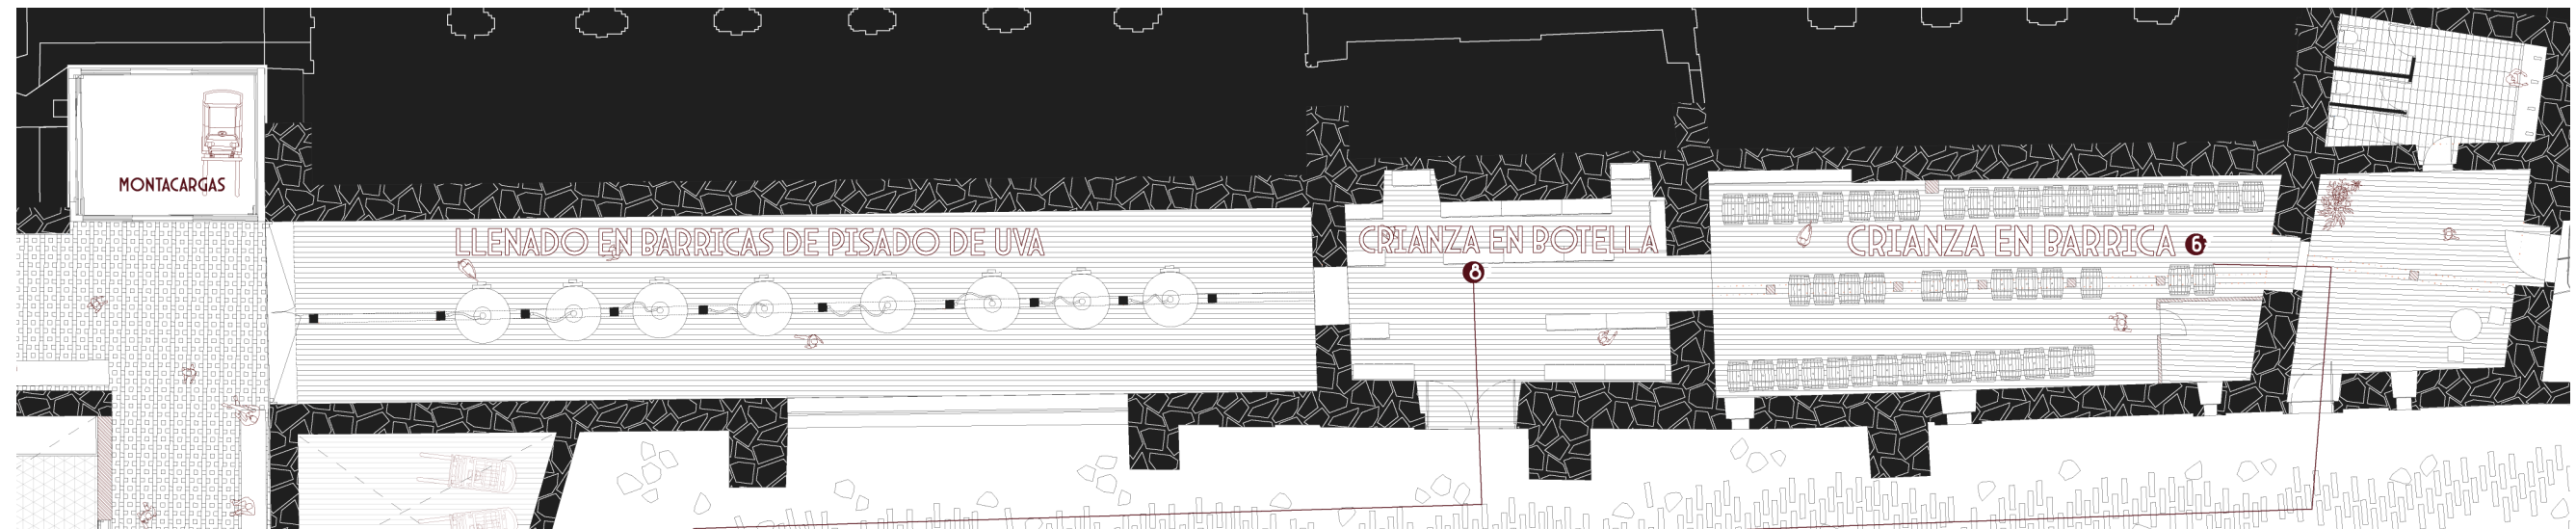 MONTACARGAS
LLENADO EN BARRICAS DE PISADO DE UVA
CRIANZA EN BOTELLA
8
CRIANZA EN BARRICA 6